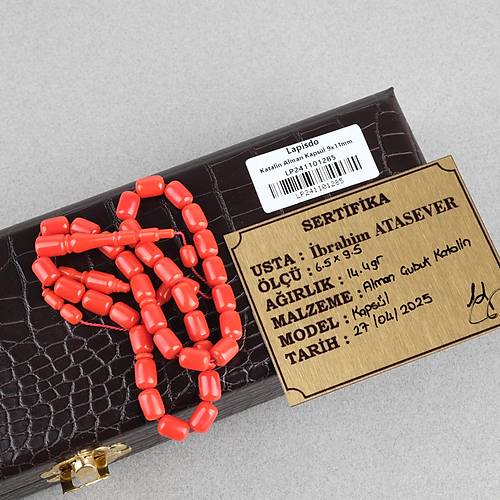 Lapisdo
Katalin Alman Kapsül 9x11mm
LP241101285
LP241101285
SERTİFİKA
USTA : İbrahim ATASEVER
ÖLÇÜ : 6.5 x 9.5
AĞIRLIK : 14.4gr
MALZEME : Alman Çubuk Katalin
MODEL : Kapsül
TARİH : 27/04/2025